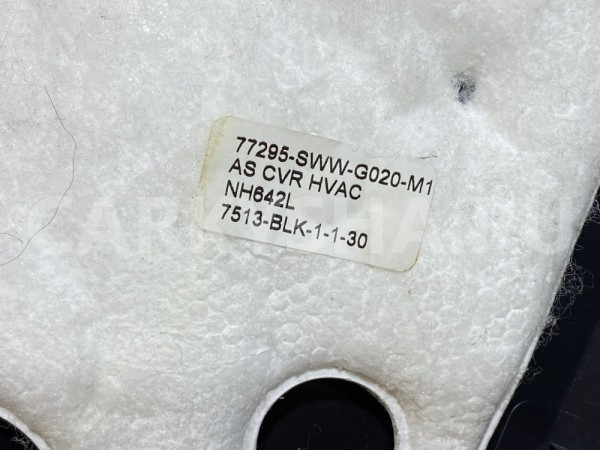 77295-SWW-G020-M1
AS CVR HVAC
NH642L
7513-BLK-1-1-30